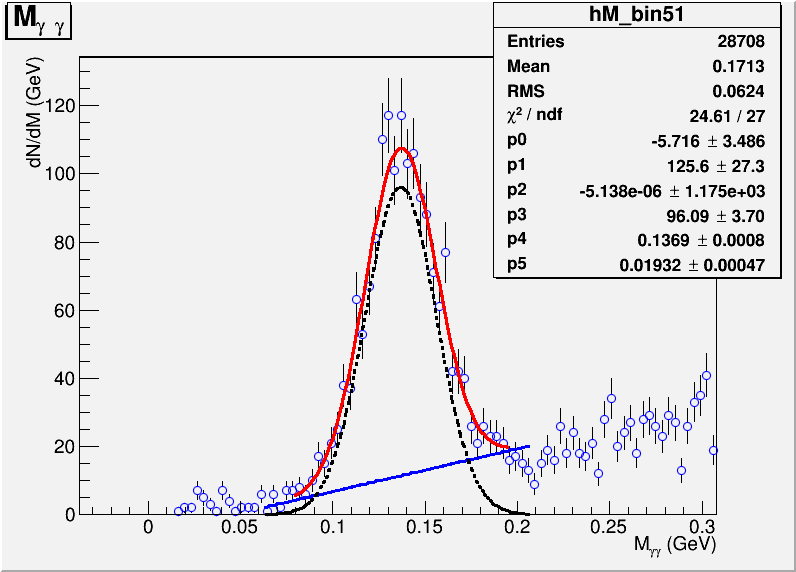 Mγ γ
hM_bin51
Entries 28708
Mean 0.1713
RMS 0.0624
χ² / ndf 24.61 / 27
p0 -5.716 ± 3.486
p1 125.6 ± 27.3
p2 -5.138e-06 ± 1.175e+03
p3 96.09 ± 3.70
p4 0.1369 ± 0.0008
p5 0.01932 ± 0.00047
dN/dM (GeV)
120
100
80
60
40
20
0
0 0.05 0.1 0.15 0.2 0.25 0.3
Mγγ (GeV)